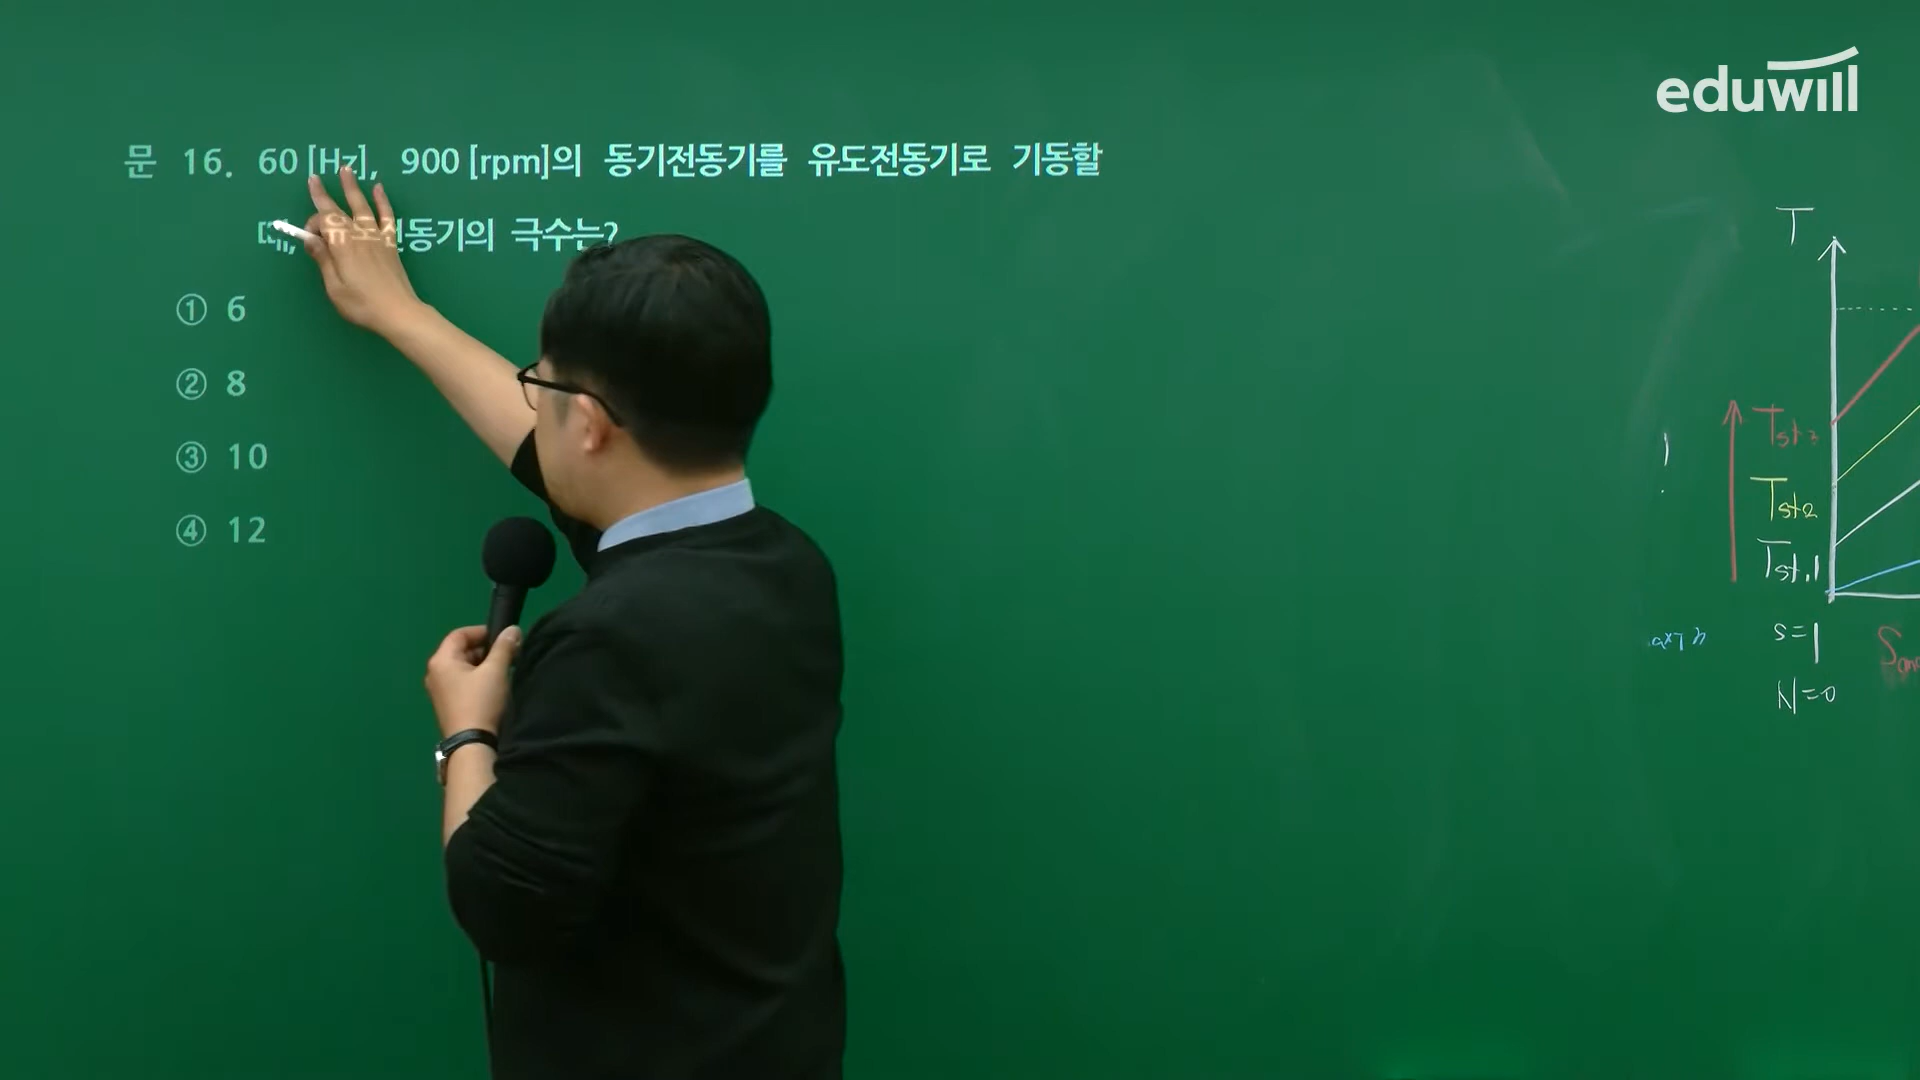 eduwill
문 16. 60 [Hz], 900 [rpm]의 동기전동기를 유도전동기로 기동할
때, 유도전동기의 극수는?
① 6
② 8
③ 10
④ 12
T
Tst3
Tst2
Tst.1
s=1
N=0